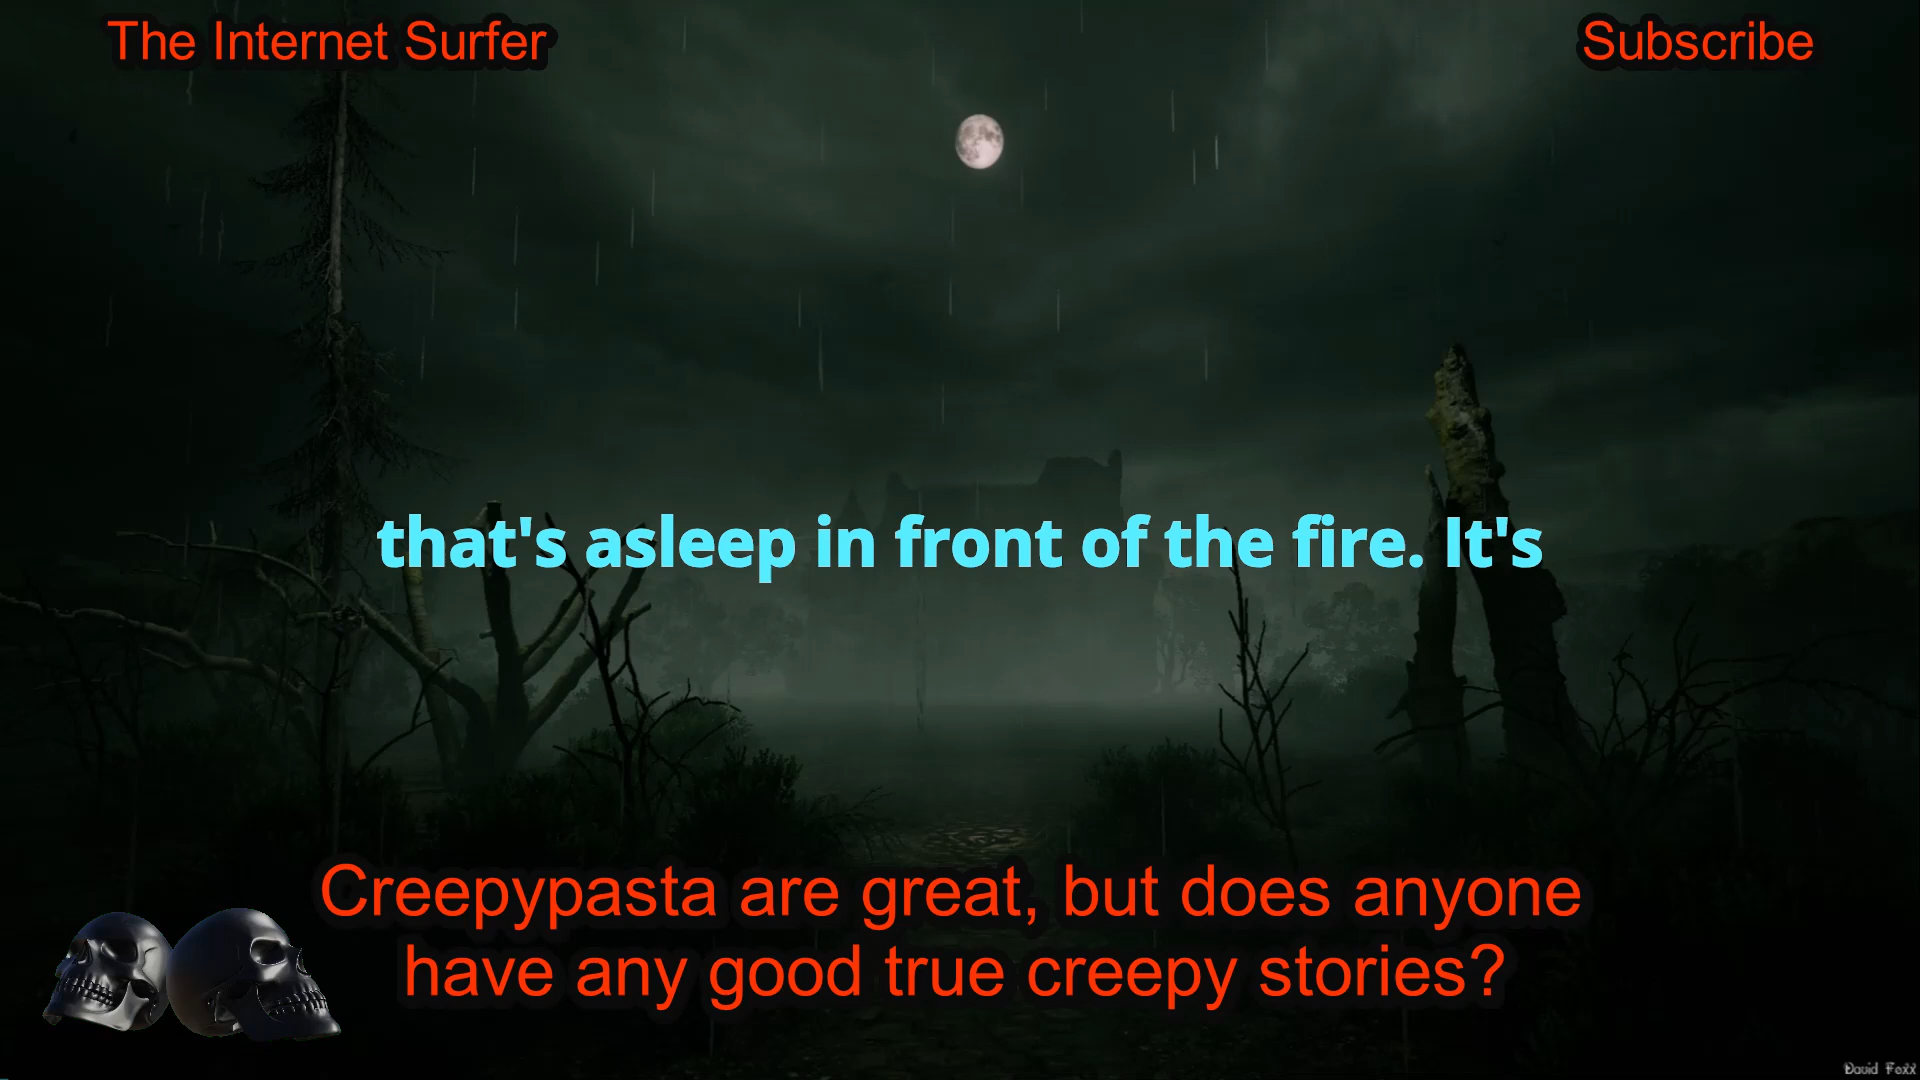 The Internet Surfer
Subscribe
that's asleep in front of the fire. It's
Creepypasta are great, but does anyone
have any good true creepy stories?
David Foxx